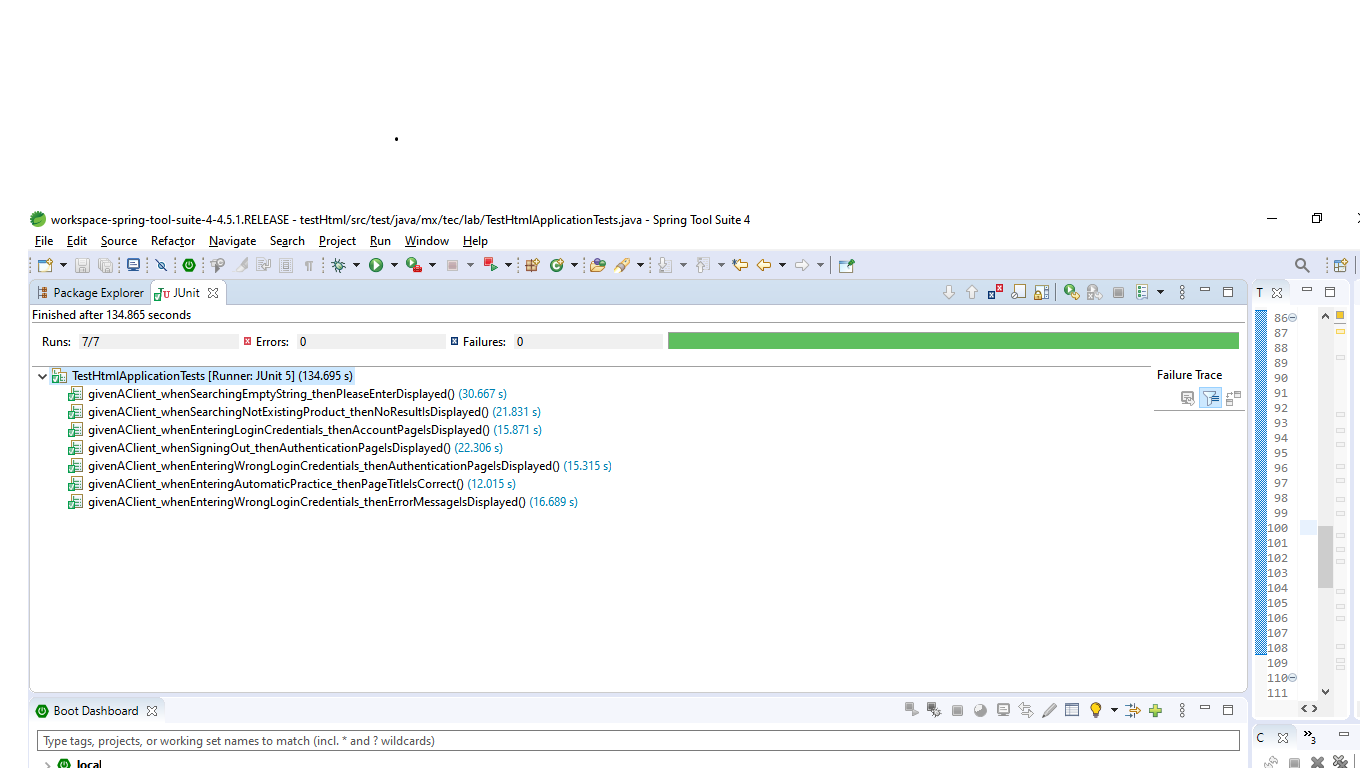 workspace-spring-tool-suite-4-4.5.1.RELEASE - testHtml/src/test/java/mx/tec/lab/TestHtmlApplicationTests.java - Spring Tool Suite 4
File Edit Source Refactor Navigate Search Project Run Window Help
Package Explorer JUnit
Finished after 134.865 seconds
Runs: 7/7 Errors: 0 Failures: 0
TestHtmlApplicationTests [Runner: JUnit 5] (134.695 s)
givenAClient_whenSearchingEmptyString_thenPleaseEnterDisplayed() (30.667 s)
givenAClient_whenSearchingNotExistingProduct_thenNoResultIsDisplayed() (21.831 s)
givenAClient_whenEnteringLoginCredentials_thenAccountPageIsDisplayed() (15.871 s)
givenAClient_whenSigningOut_thenAuthenticationPageIsDisplayed() (22.306 s)
givenAClient_whenEnteringWrongLoginCredentials_thenAuthenticationPageIsDisplayed() (15.315 s)
givenAClient_whenEnteringAutomaticPractice_thenPageTitleIsCorrect() (12.015 s)
givenAClient_whenEnteringWrongLoginCredentials_thenErrorMessageIsDisplayed() (16.689 s)
Failure Trace
T
86
87
88
89
90
91
92
93
94
95
96
97
98
99
100
101
102
103
104
105
106
107
108
109
110
111
Boot Dashboard
Type tags, projects, or working set names to match (incl. * and ? wildcards)
local
C
3